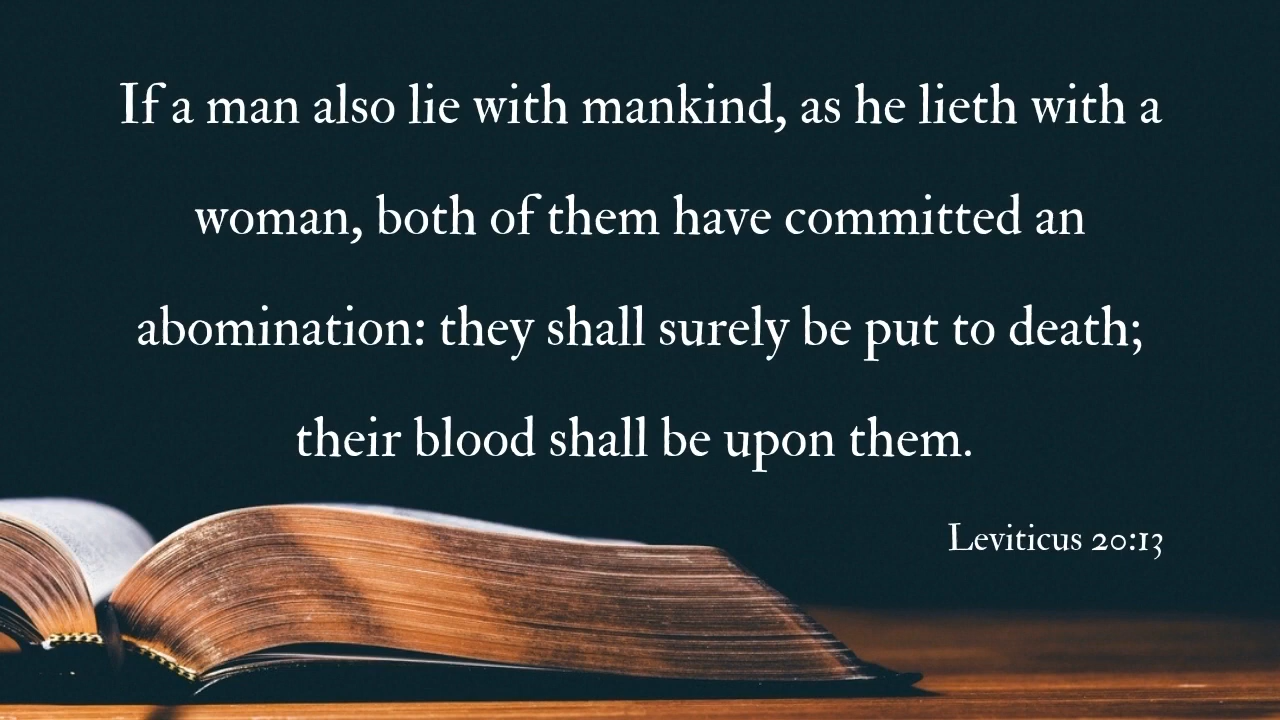 If a man also lie with mankind, as he lieth with a
woman, both of them have committed an
abomination: they shall surely be put to death;
their blood shall be upon them.
Leviticus 20:13